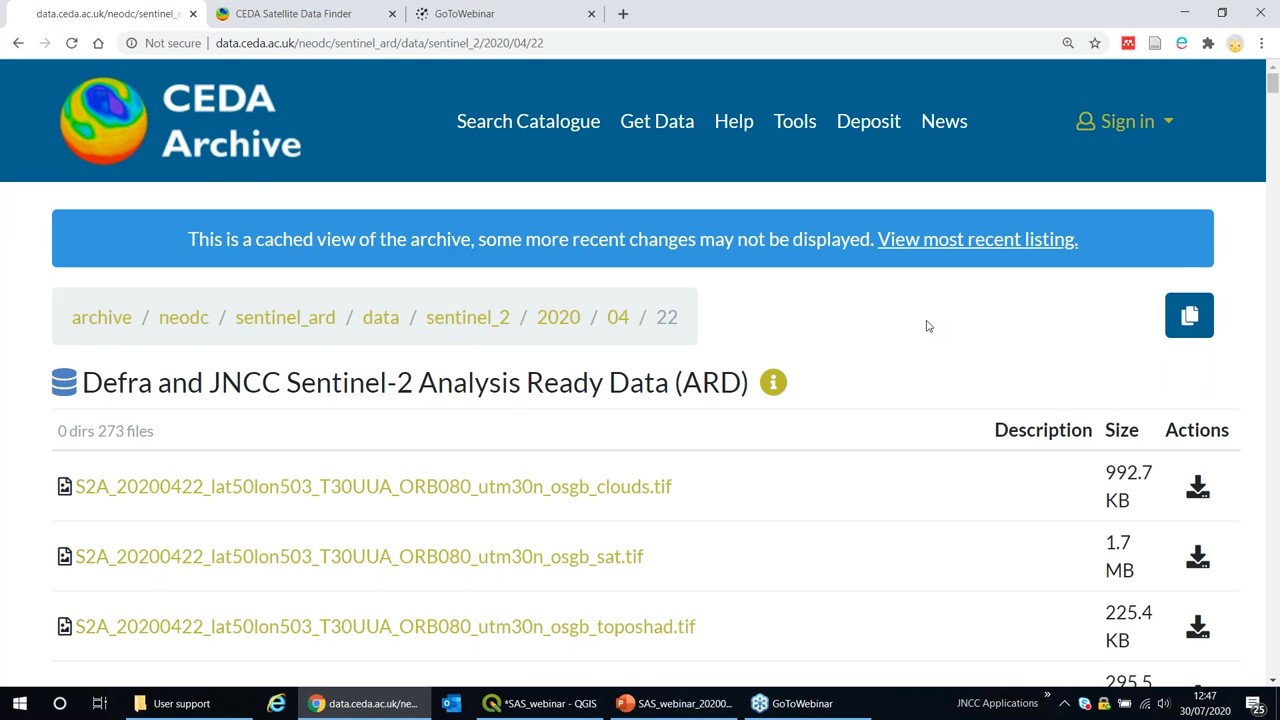 data.ceda.ac.uk/neodc/sentinel_a
CEDA Satellite Data Finder
GoToWebinar
Not secure
data.ceda.ac.uk/neodc/sentinel_ard/data/sentinel_2/2020/04/22
CEDA
Archive
Search Catalogue
Get Data
Help
Tools
Deposit
News
Sign in
This is a cached view of the archive, some more recent changes may not be displayed. View most recent listing.
archive / neodc / sentinel_ard / data / sentinel_2 / 2020 / 04 / 22
Defra and JNCC Sentinel-2 Analysis Ready Data (ARD)
0 dirs 273 files
Description
Size
Actions
S2A_20200422_lat50lon503_T30UUA_ORB080_utm30n_osgb_clouds.tif
992.7
KB
S2A_20200422_lat50lon503_T30UUA_ORB080_utm30n_osgb_sat.tif
1.7
MB
S2A_20200422_lat50lon503_T30UUA_ORB080_utm30n_osgb_toposhad.tif
225.4
KB
295.5
User support
data.ceda.ac.uk/ne...
*SAS_webinar - QGIS
SAS_webinar_20200...
GoToWebinar
JNCC Applications
12:47
30/07/2020
25